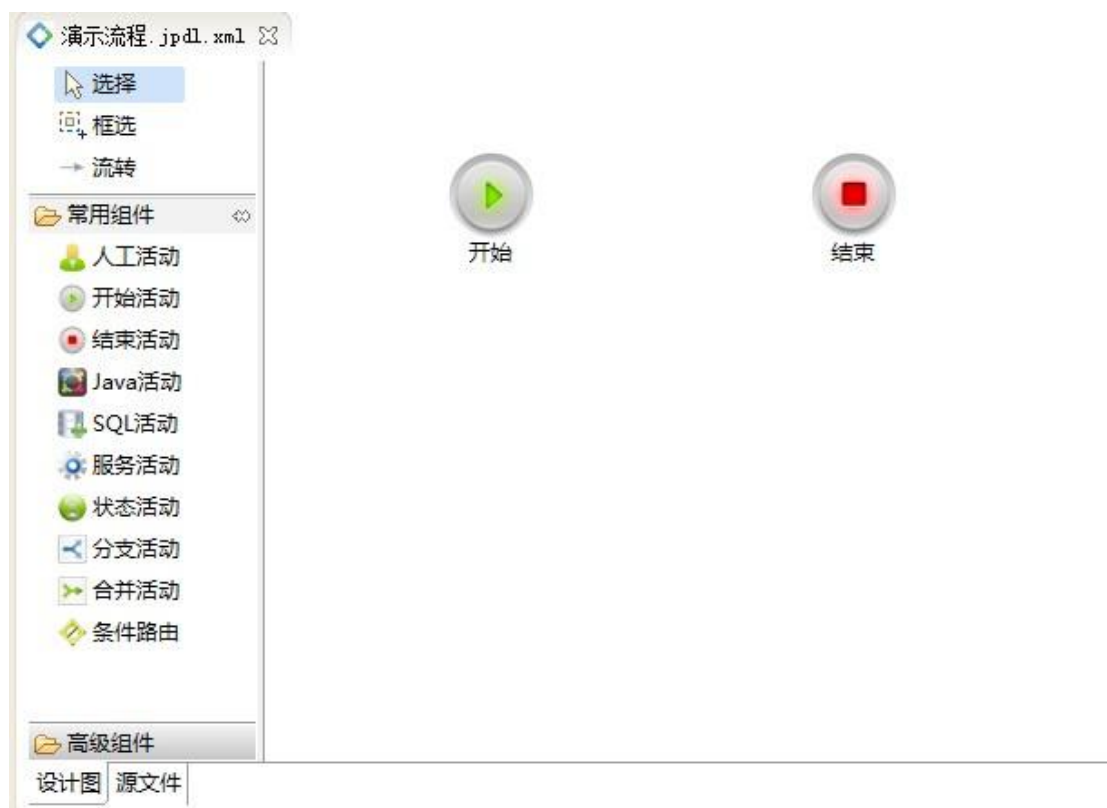 演示流程.jpdl.xml
选择
框选
流转
常用组件
人工活动
开始活动
结束活动
Java活动
SQL活动
服务活动
状态活动
分支活动
合并活动
条件路由
高级组件
开始
结束
设计图 源文件